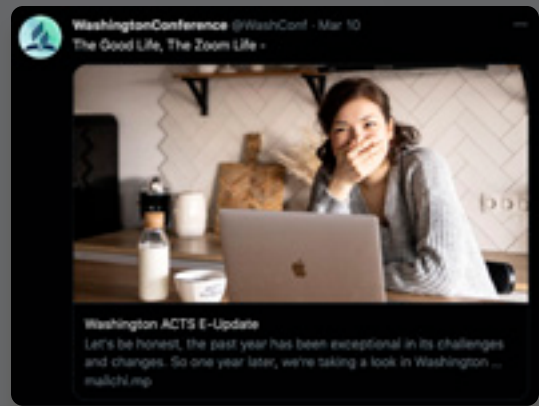 WashingtonConference @WashConf · Mar 10
The Good Life, The Zoom Life -
Washington ACTS E-Update
Let's be honest, the past year has been exceptional in its challenges
and changes. So one year later, we're taking a look in Washington ...
mailchi.mp